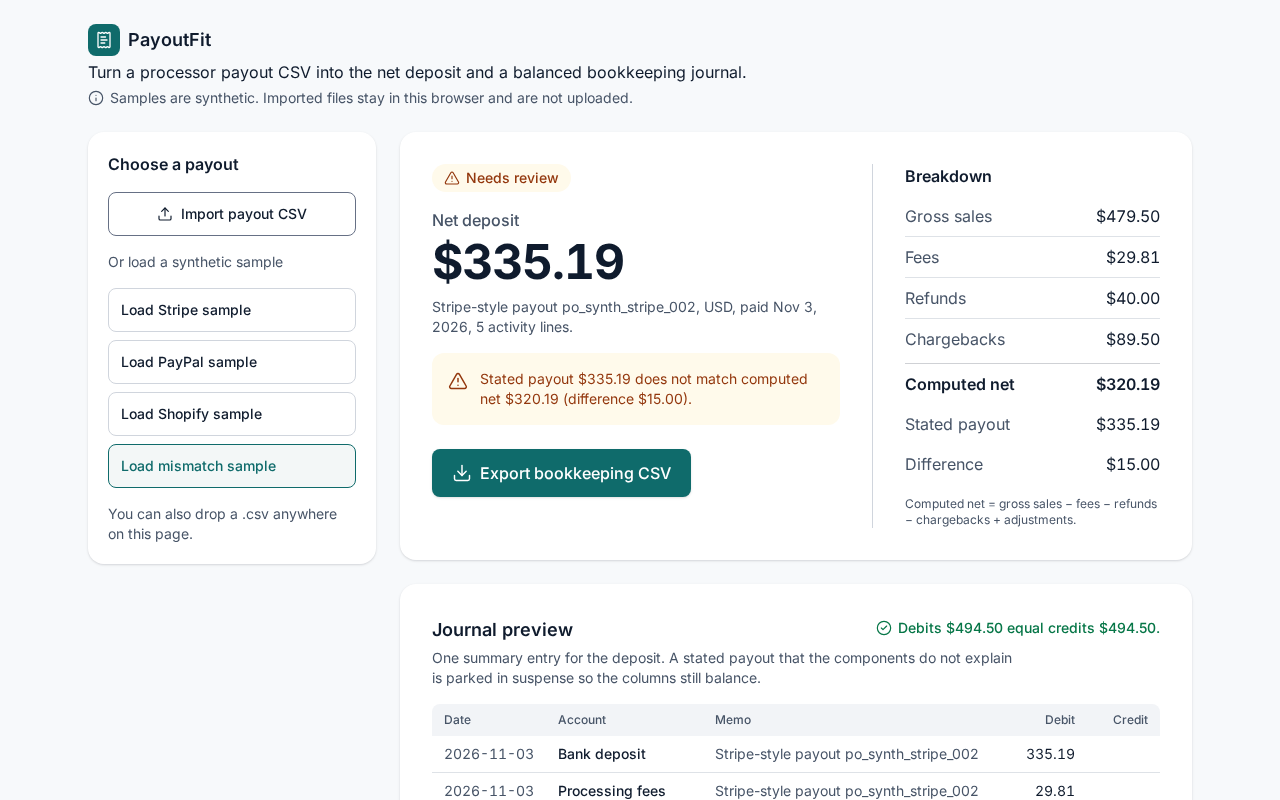 PayoutFit
Turn a processor payout CSV into the net deposit and a balanced bookkeeping journal.
Samples are synthetic. Imported files stay in this browser and are not uploaded.
Choose a payout
Import payout CSV
Or load a synthetic sample
Load Stripe sample
Load PayPal sample
Load Shopify sample
Load mismatch sample
You can also drop a .csv anywhere
on this page.
Needs review
Net deposit
$335.19
Stripe-style payout po_synth_stripe_002, USD, paid Nov 3,
2026, 5 activity lines.
Stated payout $335.19 does not match computed
net $320.19 (difference $15.00).
Export bookkeeping CSV
Breakdown
Gross sales $479.50
Fees $29.81
Refunds $40.00
Chargebacks $89.50
Computed net $320.19
Stated payout $335.19
Difference $15.00
Computed net = gross sales − fees − refunds
− chargebacks + adjustments.
Journal preview
Debits $494.50 equal credits $494.50.
One summary entry for the deposit. A stated payout that the components do not explain
is parked in suspense so the columns still balance.
Date Account Memo Debit Credit
2026-11-03 Bank deposit Stripe-style payout po_synth_stripe_002 335.19
2026-11-03 Processing fees Stripe-style payout po_synth_stripe_002 29.81